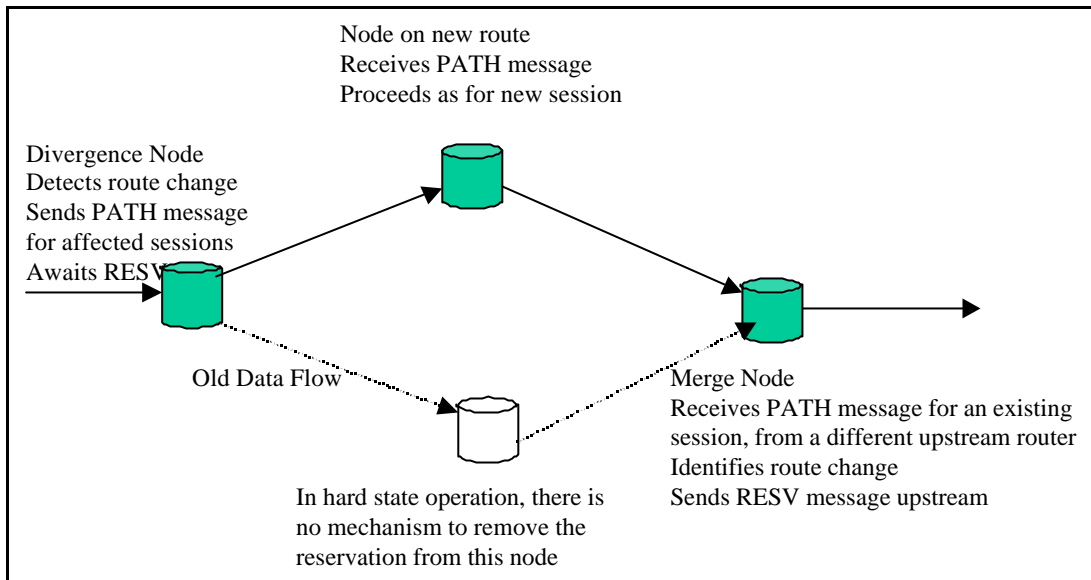 Node on new route
Receives PATH message
Proceeds as for new session
Divergence Node
Detects route change
Sends PATH message
for affected sessions
Awaits RESV
Old Data Flow
Merge Node
Receives PATH message for an existing
session, from a different upstream router
Identifies route change
Sends RESV message upstream
In hard state operation, there is
no mechanism to remove the
reservation from this node